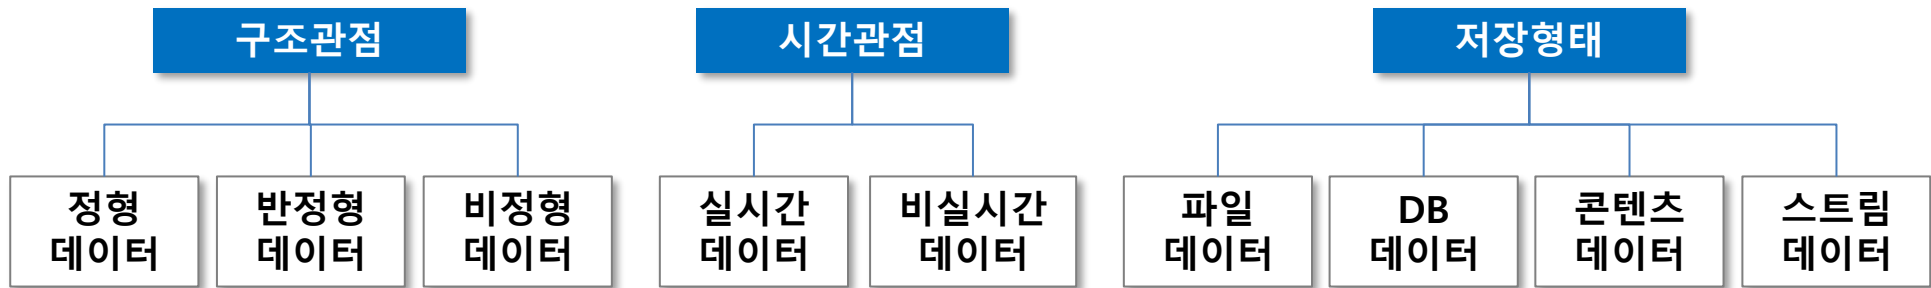 구조관점
시간관점
저장형태
정형
데이터
반정형
데이터
비정형
데이터
실시간
데이터
비실시간
데이터
파일
데이터
DB
데이터
콘텐츠
데이터
스트림
데이터